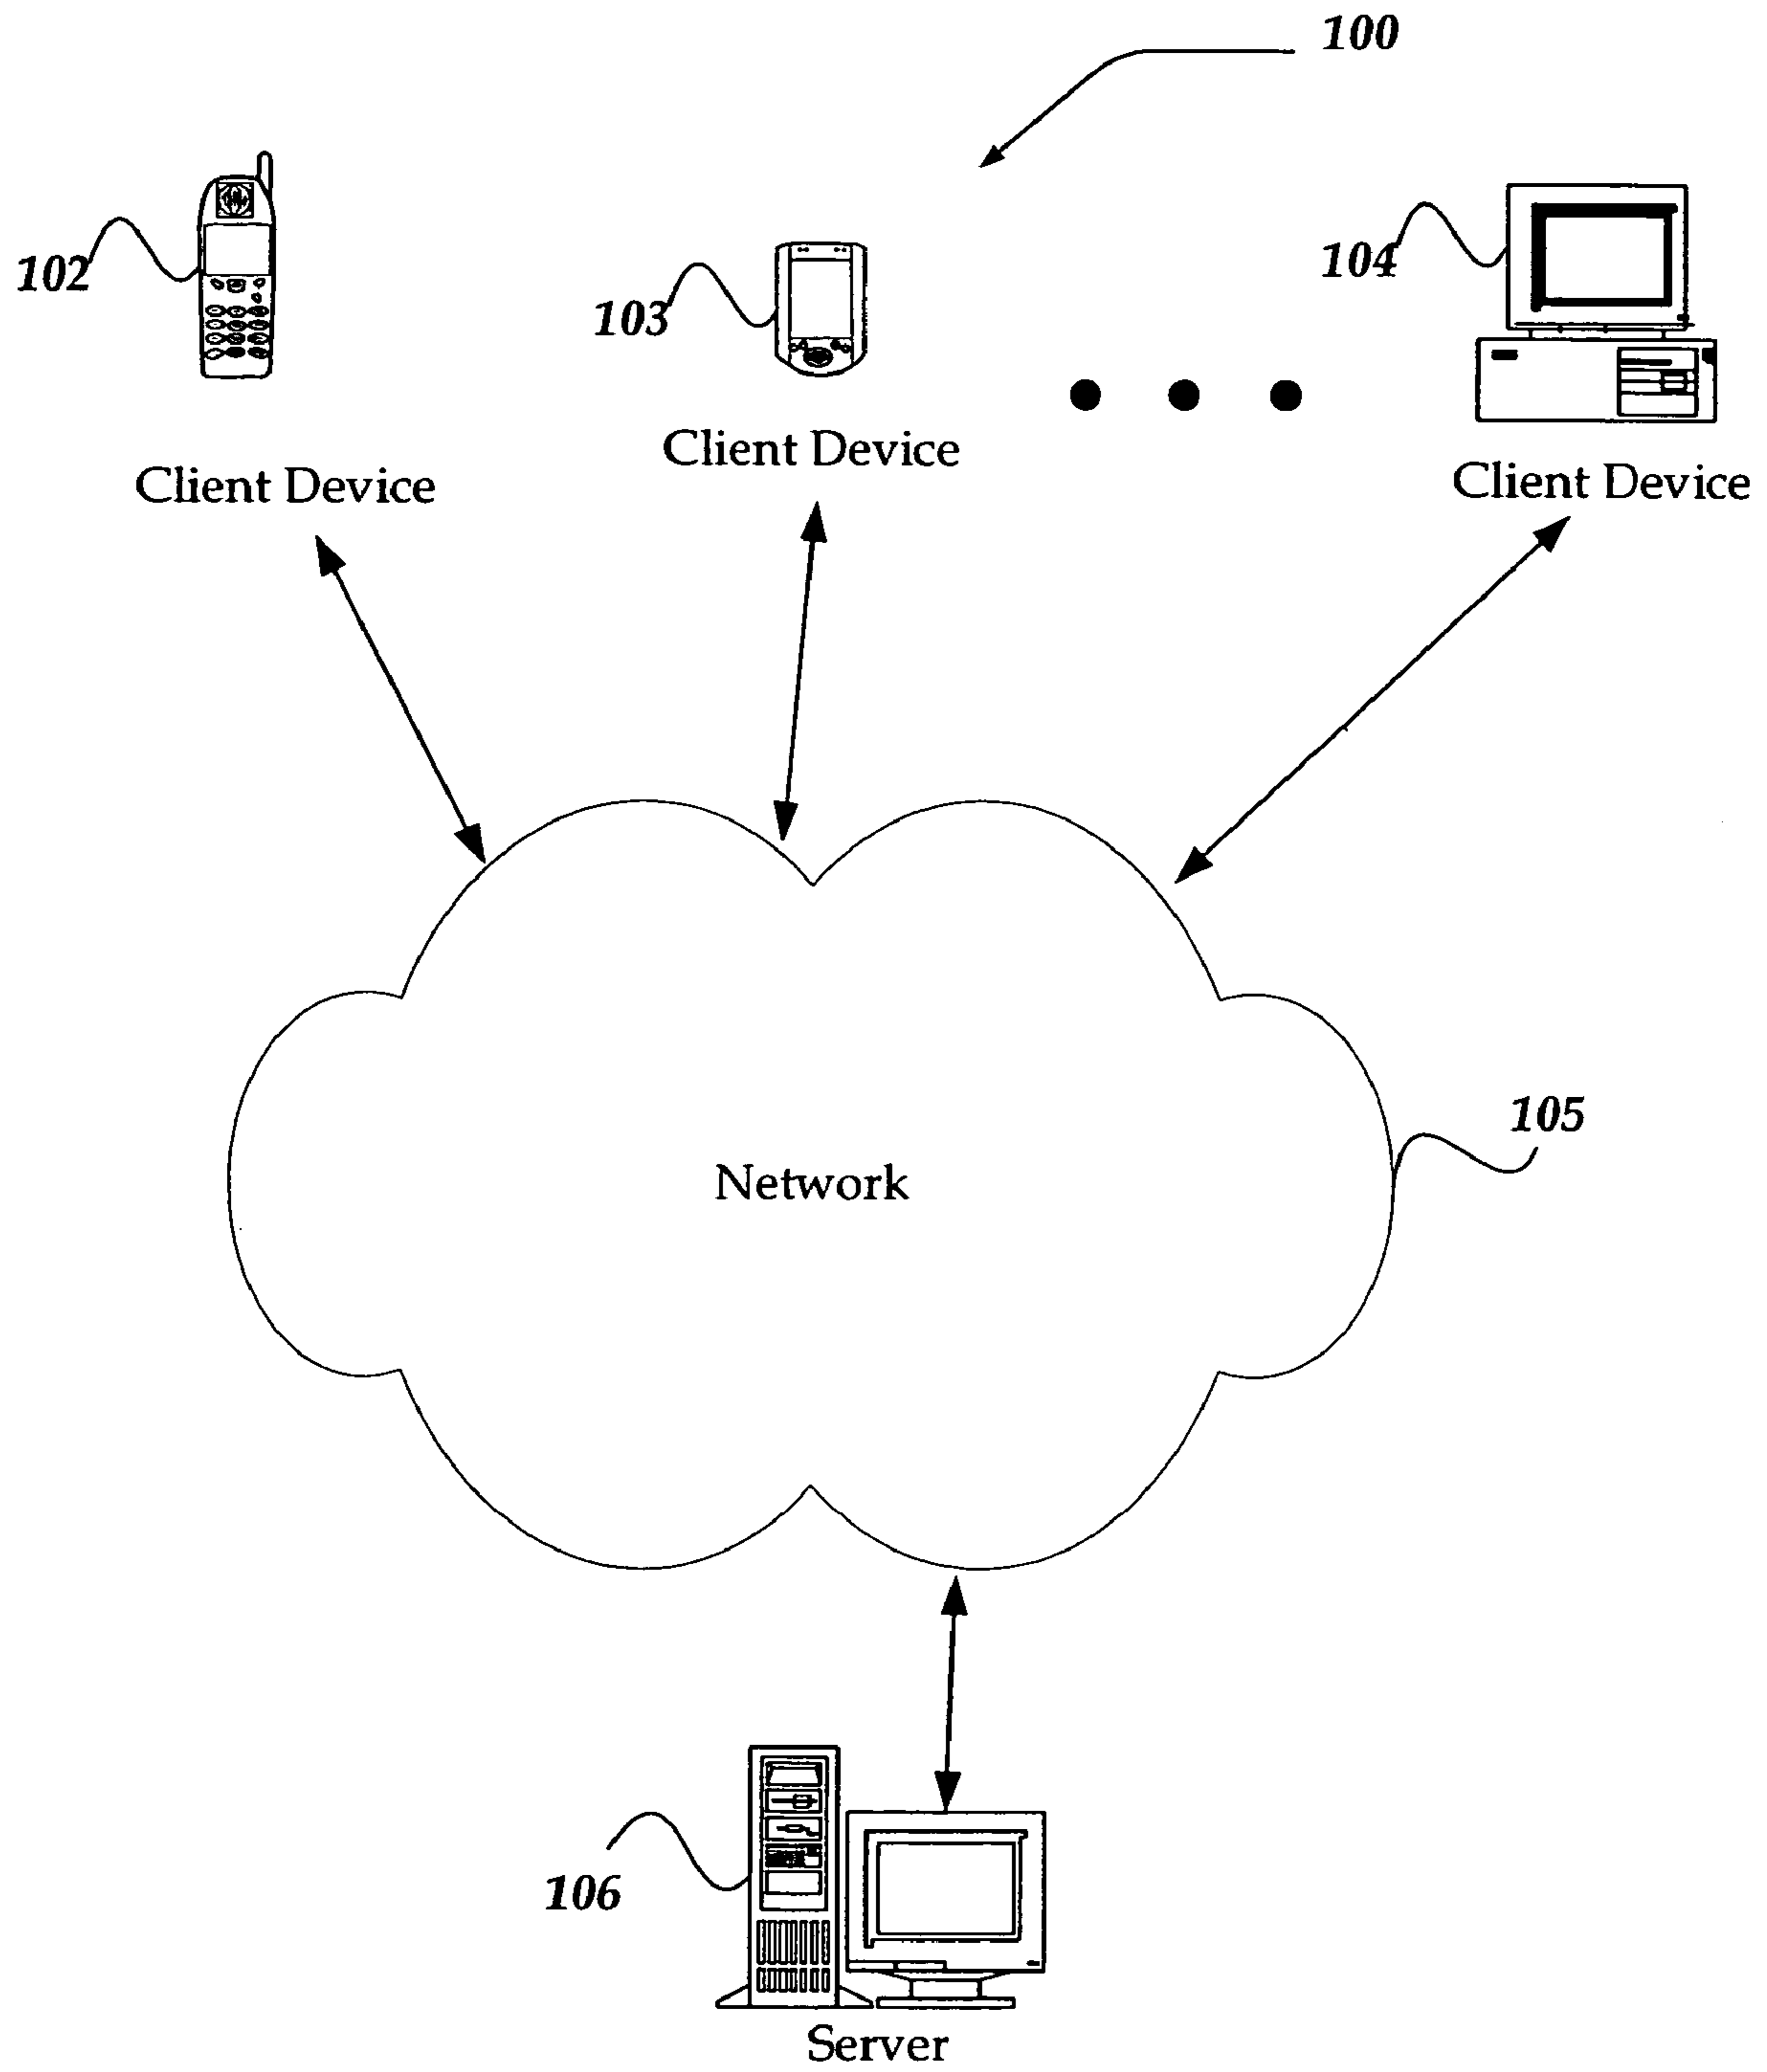 100
102
103
104
Client Device
Client Device
Client Device
105
Network
106
Server